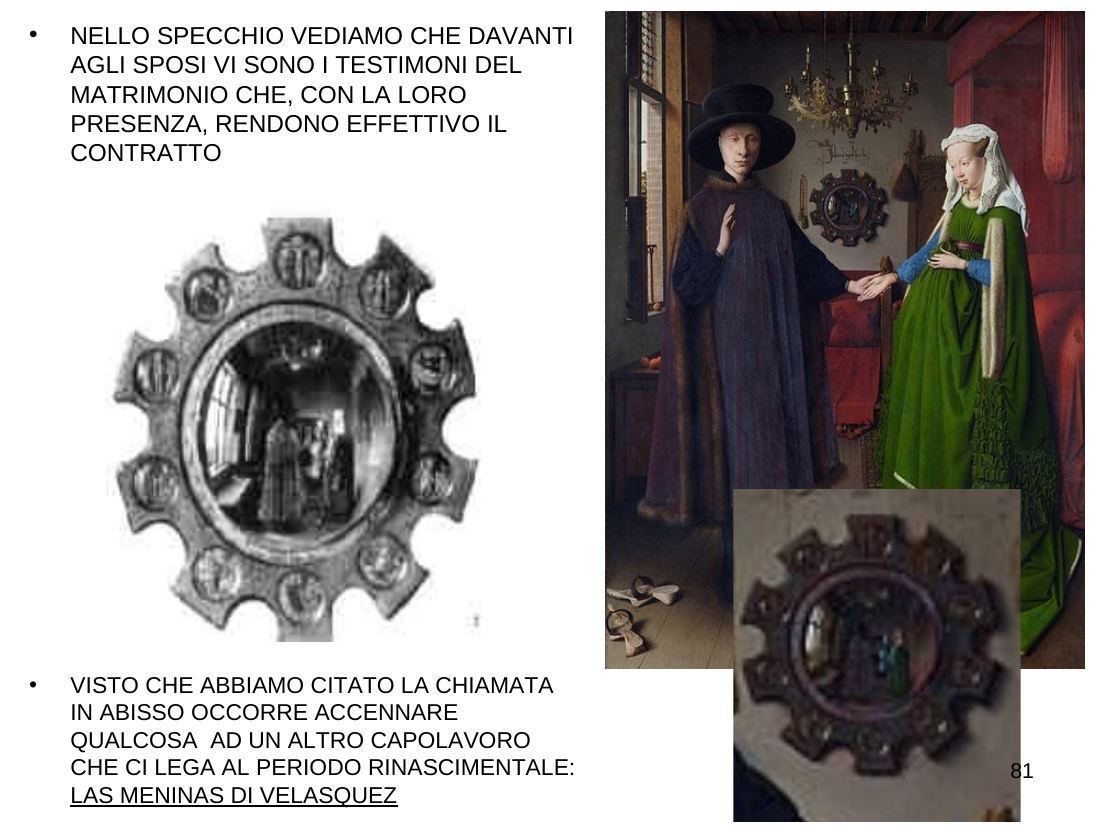 • NELLO SPECCHIO VEDIAMO CHE DAVANTI
AGLI SPOSI VI SONO I TESTIMONI DEL
MATRIMONIO CHE, CON LA LORO
PRESENZA, RENDONO EFFETTIVO IL
CONTRATTO
• VISTO CHE ABBIAMO CITATO LA CHIAMATA
IN ABISSO OCCORRE ACCENNARE
QUALCOSA  AD UN ALTRO CAPOLAVORO
CHE CI LEGA AL PERIODO RINASCIMENTALE:
LAS MENINAS DI VELASQUEZ
81